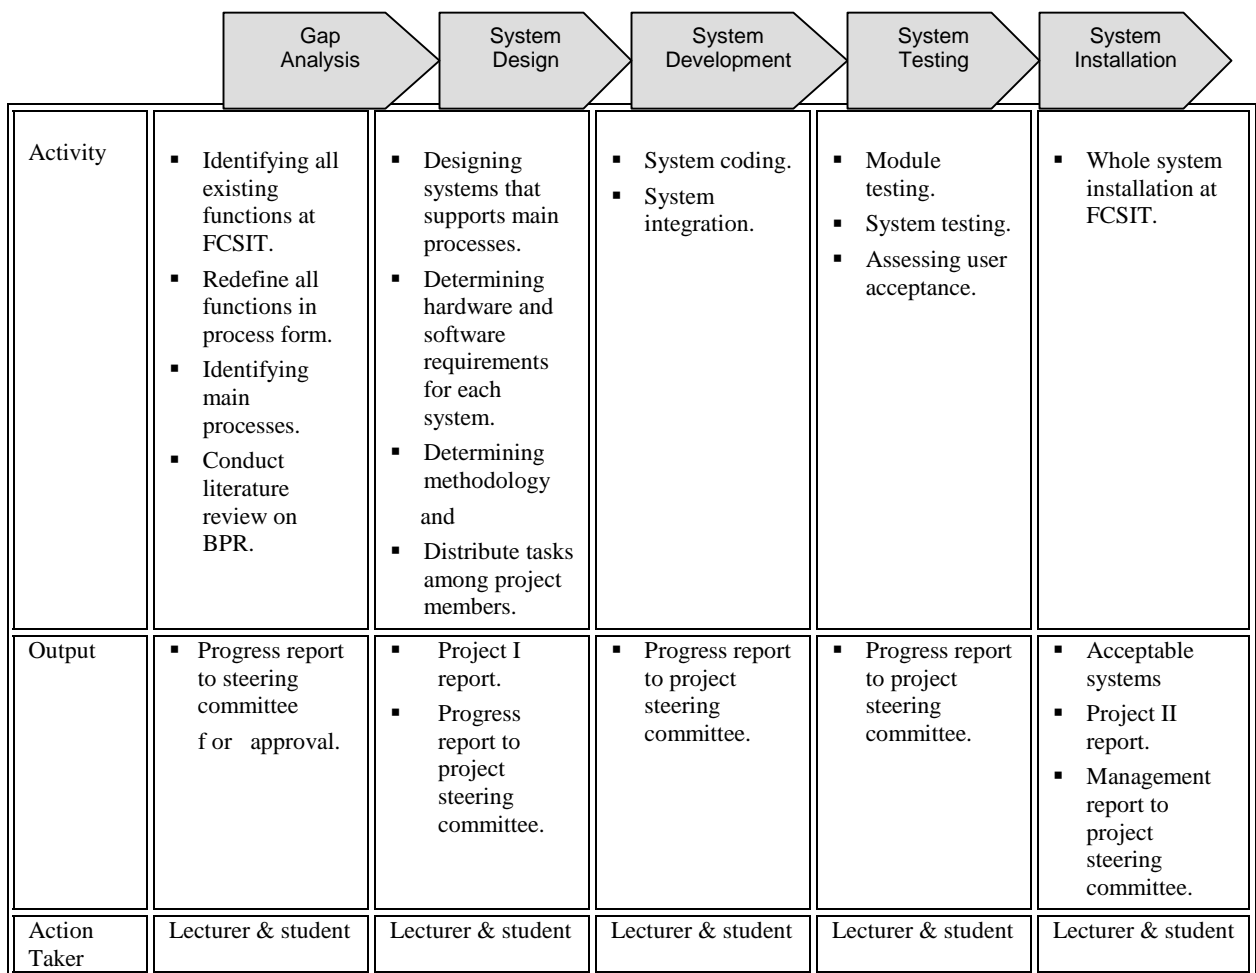 Gap
Analysis
System
Design
System
Development
System
Testing
System
Installation
Activity
▪ Identifying all
existing
functions at
FCSIT.
▪ Redefine all
functions in
process form.
▪ Identifying
main
processes.
▪ Conduct
literature
review on
BPR.
▪ Designing
systems that
supports main
processes.
▪ Determining
hardware and
software
requirements
for each
system.
▪ Determining
methodology
and
▪ Distribute tasks
among project
members.
▪ System coding.
▪ System
integration.
▪ Module
testing.
▪ System testing.
▪ Assessing user
acceptance.
▪ Whole system
installation at
FCSIT.
Output
▪ Progress report
to steering
committee
f or approval.
▪ Project I
report.
▪ Progress
report to
project
steering
committee.
▪ Progress report
to project
steering
committee.
▪ Progress report
to project
steering
committee.
▪ Acceptable
systems
▪ Project II
report.
▪ Management
report to
project
steering
committee.
Action
Taker
Lecturer & student
Lecturer & student
Lecturer & student
Lecturer & student
Lecturer & student